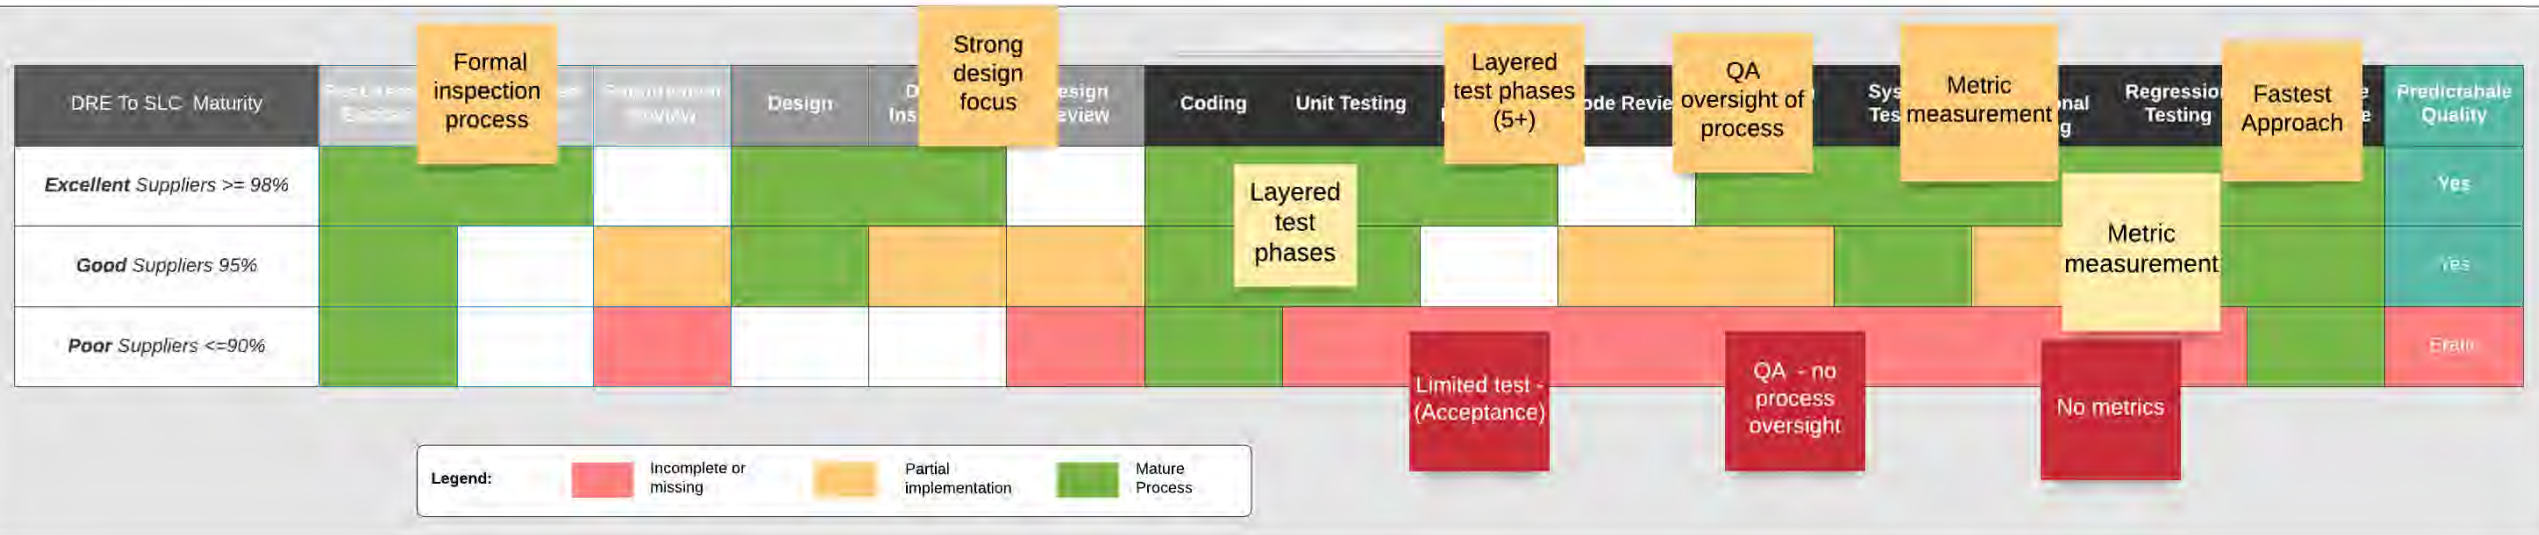 Formal
inspection
process
Strong
design
focus
Layered
test phases
(5+)
QA
oversight of
process
Metric
measurement
Fastest
Approach
DRE To SLC Maturity
Design
Coding
Unit Testing
Testing
Predictahale
Quality
Excellent Suppliers >= 98%
Layered
test
phases
Yes
Good Suppliers 95%
Metric
measurement
Yes
Poor Suppliers <=90%
Limited test -
(Acceptance)
QA - no
process
oversight
No metrics
Legend:
Incomplete or
missing
Partial
implementation
Mature
Process